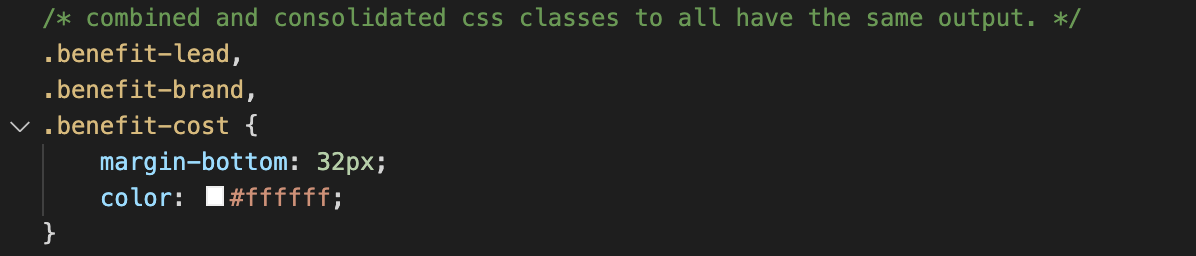 /* combined and consolidated css classes to all have the same output. */
.benefit-lead,
.benefit-brand,
.benefit-cost {
    margin-bottom: 32px;
    color: #ffffff;
}